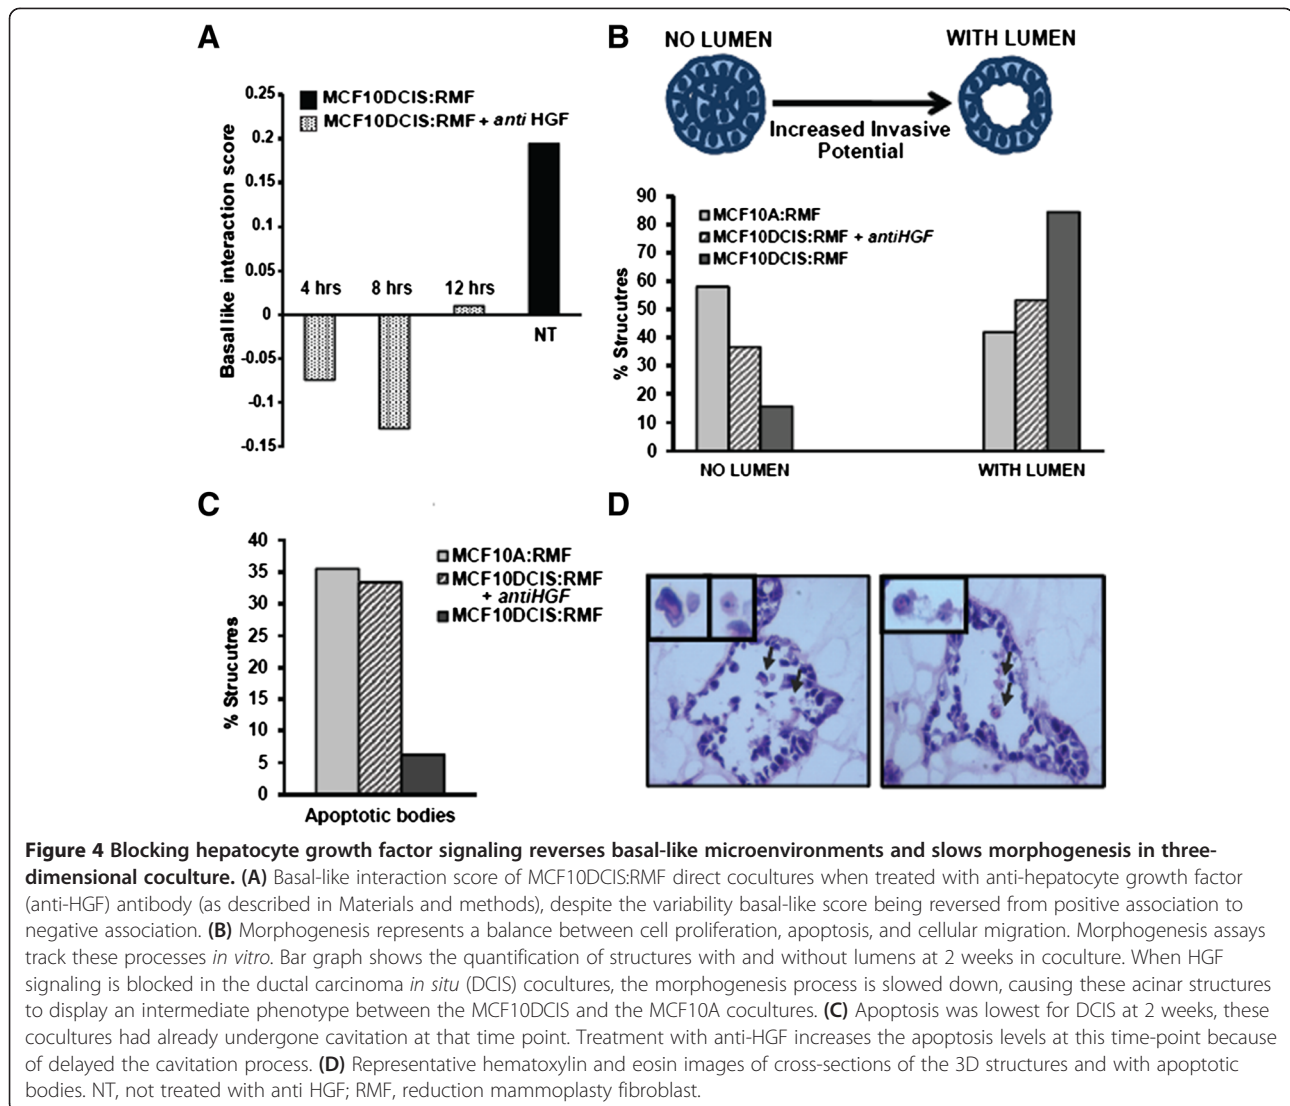 A
0.25
0.2
0.15
0.1
0.05
0
-0.05
-0.1
-0.15
Basal like interaction score
MCF10DCIS:RMF
MCF10DCIS:RMF + anti HGF
4 hrs
8 hrs
12 hrs
NT
B
NO LUMEN
WITH LUMEN
Increased Invasive
Potential
90
80
70
60
50
40
30
20
10
0
% Strucutres
MCF10A:RMF
MCF10DCIS:RMF + antiHGF
MCF10DCIS:RMF
NO LUMEN
WITH LUMEN
C
40
35
30
25
20
15
10
5
0
% Strucutres
MCF10A:RMF
MCF10DCIS:RMF
+ antiHGF
MCF10DCIS:RMF
Apoptotic bodies
D
Figure 4 Blocking hepatocyte growth factor signaling reverses basal-like microenvironments and slows morphogenesis in three-
dimensional coculture. (A) Basal-like interaction score of MCF10DCIS:RMF direct cocultures when treated with anti-hepatocyte growth factor
(anti-HGF) antibody (as described in Materials and methods), despite the variability basal-like score being reversed from positive association to
negative association. (B) Morphogenesis represents a balance between cell proliferation, apoptosis, and cellular migration. Morphogenesis assays
track these processes in vitro. Bar graph shows the quantification of structures with and without lumens at 2 weeks in coculture. When HGF
signaling is blocked in the ductal carcinoma in situ (DCIS) cocultures, the morphogenesis process is slowed down, causing these acinar structures
to display an intermediate phenotype between the MCF10DCIS and the MCF10A cocultures. (C) Apoptosis was lowest for DCIS at 2 weeks, these
cocultures had already undergone cavitation at that time point. Treatment with anti-HGF increases the apoptosis levels at this time-point because
of delayed the cavitation process. (D) Representative hematoxylin and eosin images of cross-sections of the 3D structures and with apoptotic
bodies. NT, not treated with anti HGF; RMF, reduction mammoplasty fibroblast.